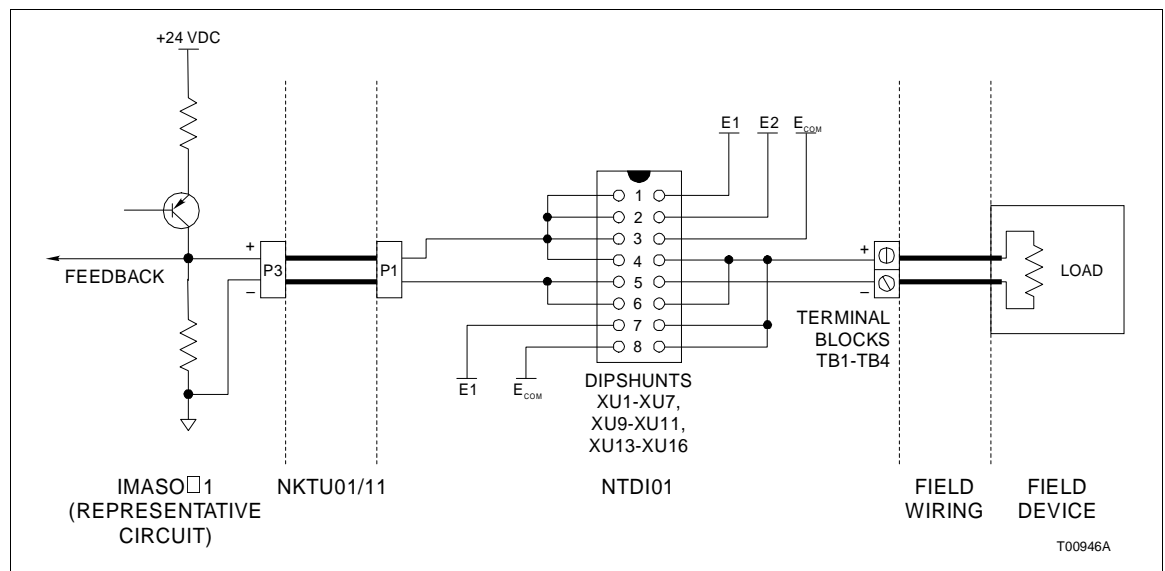 +24 VDC
FEEDBACK
+
–
P3
P1
E1 E2 ECOM
1
2
3
4
5
6
7
8
E1
ECOM
+
–
LOAD
TERMINAL
BLOCKS
TB1-TB4
DIPSHUNTS
XU1-XU7,
XU9-XU11,
XU13-XU16
IMASO□1
(REPRESENTATIVE
CIRCUIT)
NKTU01/11
NTDI01
FIELD
WIRING
FIELD
DEVICE
T00946A